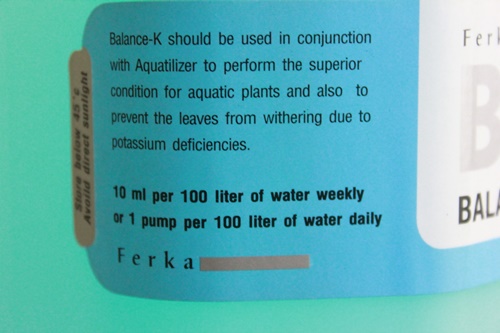 Balance-K should be used in conjunction
with Aquatilizer to perform the superior
condition for aquatic plants and also to
prevent the leaves from withering due to
potassium deficiencies.
10 ml per 100 liter of water weekly
or 1 pump per 100 liter of water daily
Ferka
Store below 45°c
Avoild direct sunlight
Ferk
B
BALA